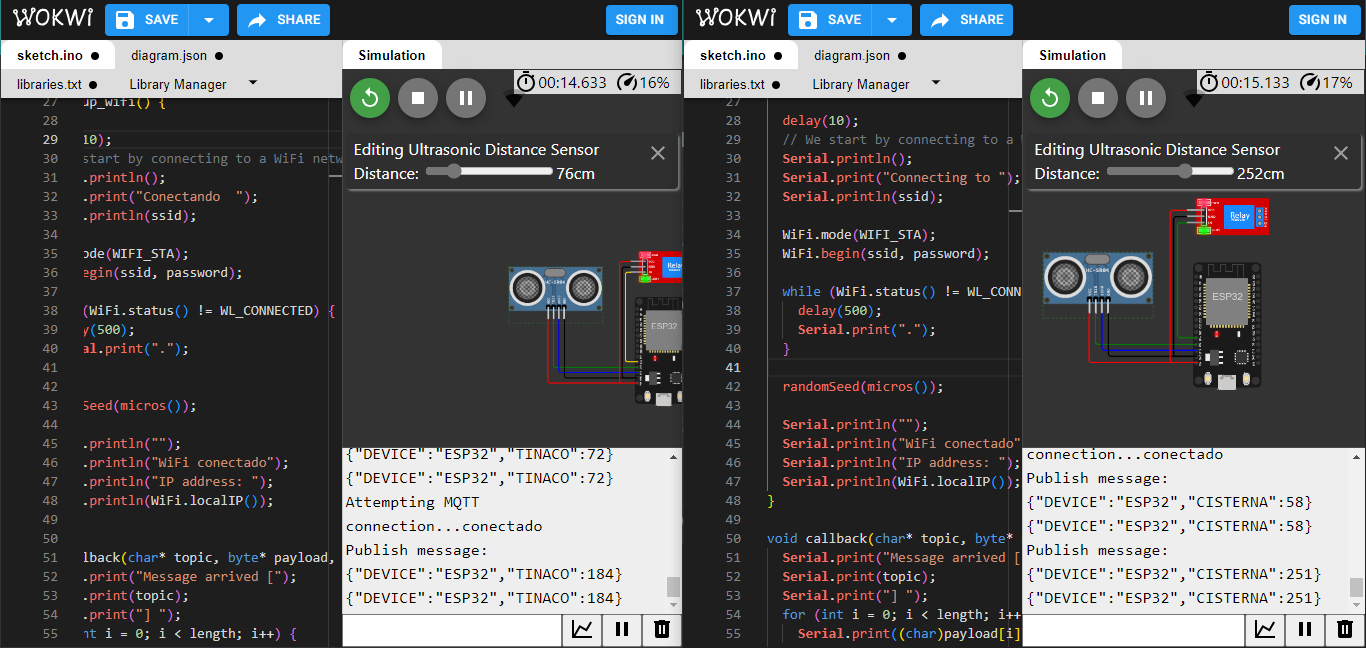 WOKWI SAVE SHARE SIGN IN
sketch.ino diagram.json
libraries.txt Library Manager
27 up_wifi() {
28
29 10);
30 start by connecting to a WiFi netw
31 .println();
32 .print("Conectando  ");
33 .println(ssid);
34
35 ode(WIFI_STA);
36 egin(ssid, password);
37
38 (WiFi.status() != WL_CONNECTED) {
39 y(500);
40 al.print(".");
41
42
43 Seed(micros());
44
45 .println("");
46 .println("WiFi conectado");
47 .println("IP address: ");
48 .println(WiFi.localIP());
49
50
51 lback(char* topic, byte* payload,
52 .print("Message arrived [");
53 .print(topic);
54 .print("] ");
55 nt i = 0; i < length; i++) {
Simulation
00:14.633 16%
Editing Ultrasonic Distance Sensor
Distance: 76cm
HC-SR04
Relay
ESP32
{"DEVICE":"ESP32","TINACO":72}
{"DEVICE":"ESP32","TINACO":72}
Attempting MQTT
connection...conectado
Publish message:
{"DEVICE":"ESP32","TINACO":184}
{"DEVICE":"ESP32","TINACO":184}
WOKWI SAVE SHARE SIGN IN
sketch.ino diagram.json
libraries.txt Library Manager
27
28 delay(10);
29 // We start by connecting to a
30 Serial.println();
31 Serial.print("Connecting to ");
32 Serial.println(ssid);
33
34 WiFi.mode(WIFI_STA);
35 WiFi.begin(ssid, password);
36
37 while (WiFi.status() != WL_CONN
38 delay(500);
39 Serial.print(".");
40 }
41
42 randomSeed(micros());
43
44 Serial.println("");
45 Serial.println("WiFi conectado"
46 Serial.println("IP address: ");
47 Serial.println(WiFi.localIP());
48 }
49
50 void callback(char* topic, byte*
51 Serial.print("Message arrived [
52 Serial.print(topic);
53 Serial.print("] ");
54 for (int i = 0; i < length; i++
55 Serial.print((char)payload[i]
Simulation
00:15.133 17%
Editing Ultrasonic Distance Sensor
Distance: 252cm
Relay
HC-SR04
ESP32
connection...conectado
Publish message:
{"DEVICE":"ESP32","CISTERNA":58}
{"DEVICE":"ESP32","CISTERNA":58}
Publish message:
{"DEVICE":"ESP32","CISTERNA":251}
{"DEVICE":"ESP32","CISTERNA":251}